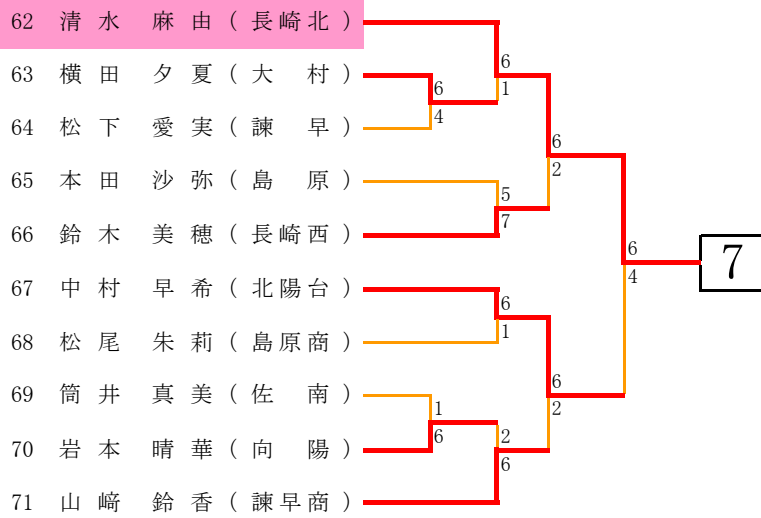 62 清水 麻由(長崎北)
6
63 横田 夕夏(大村)
6
1
4
64 松下 愛実(諫早)
6
2
65 本田 沙弥(島原)
5
7
66 鈴木 美穂(長崎西)
6
4
7
67 中村 早希(北陽台)
6
1
68 松尾 朱莉(島原商)
6
2
69 筒井 真美(佐南)
1
6
2
6
70 岩本 晴華(向陽)
71 山﨑 鈴香(諫早商)